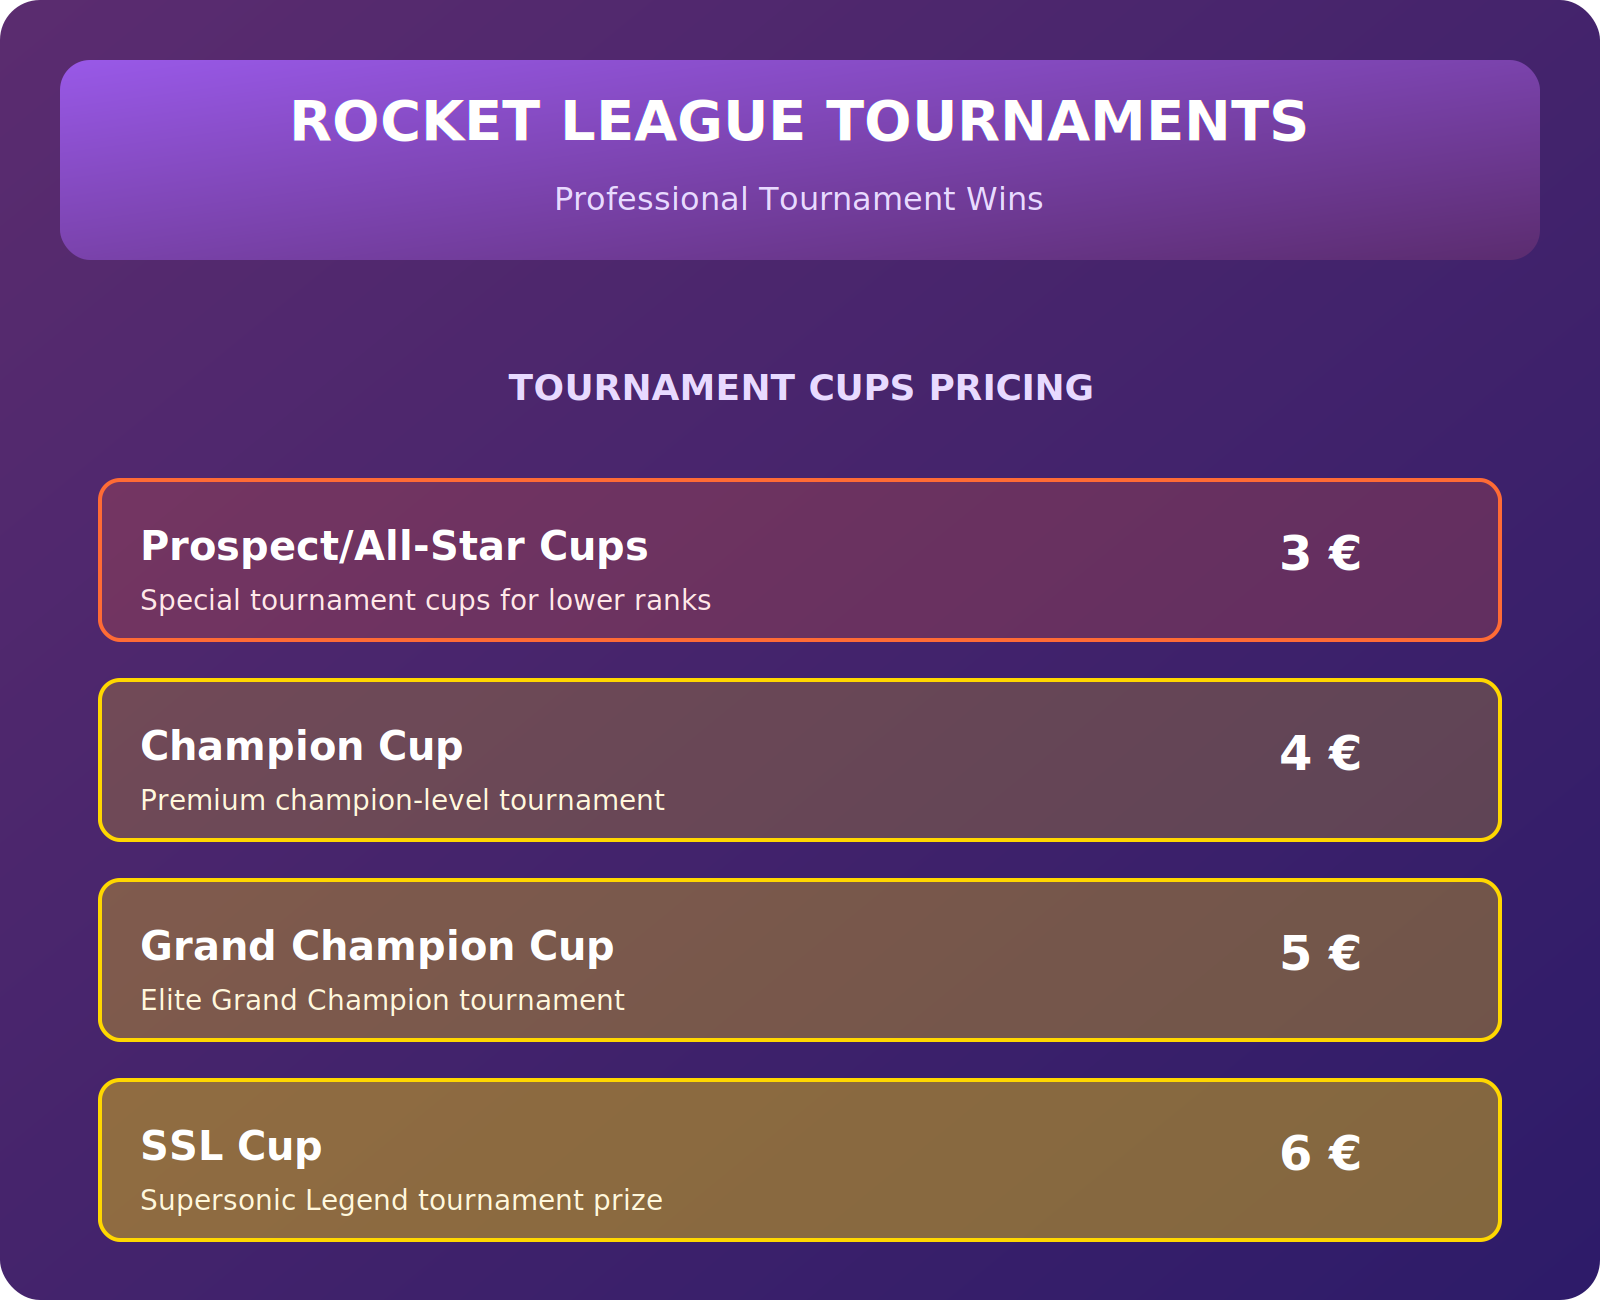 ROCKET LEAGUE TOURNAMENTS
Professional Tournament Wins
TOURNAMENT CUPS PRICING
Prospect/All-Star Cups
3 €
Special tournament cups for lower ranks
Champion Cup
4 €
Premium champion-level tournament
Grand Champion Cup
5 €
Elite Grand Champion tournament
SSL Cup
6 €
Supersonic Legend tournament prize